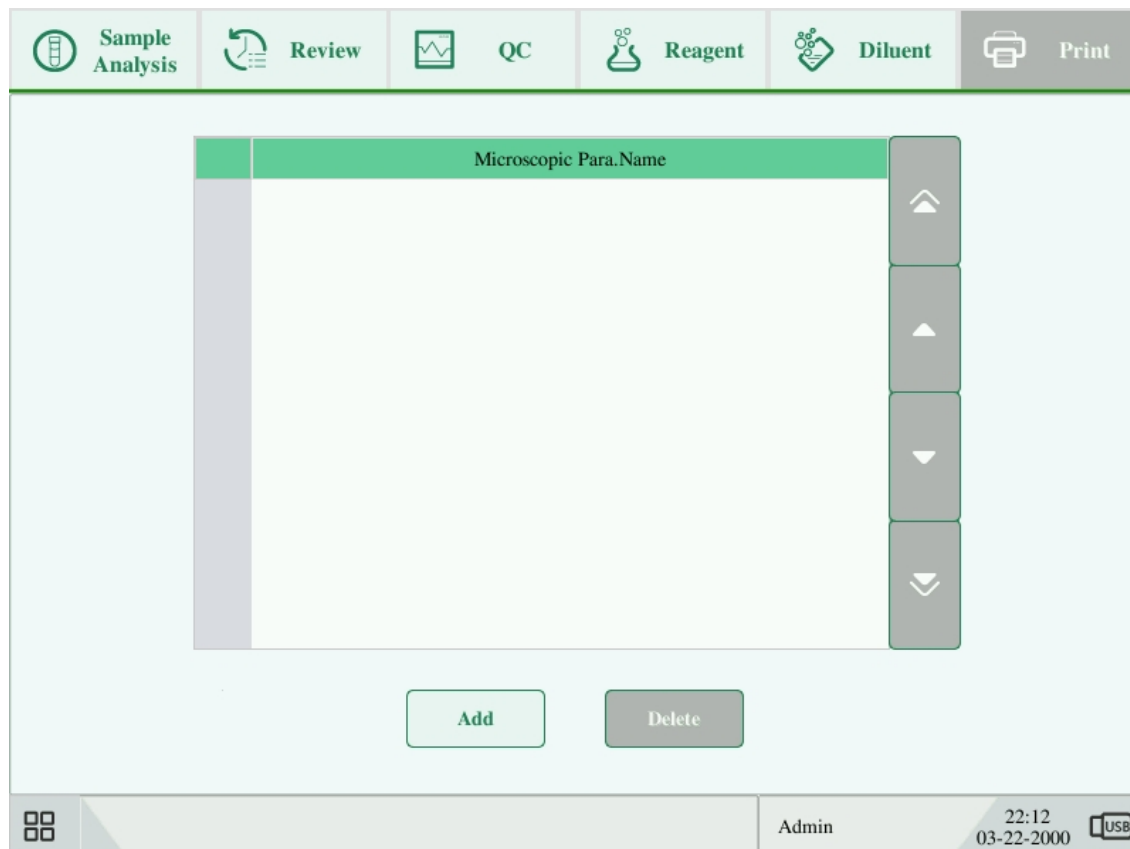 Sample
Analysis
Review
QC
Reagent
Diluent
Print
Microscopic Para.Name
Add
Delete
Admin
22:12
03-22-2000
USB